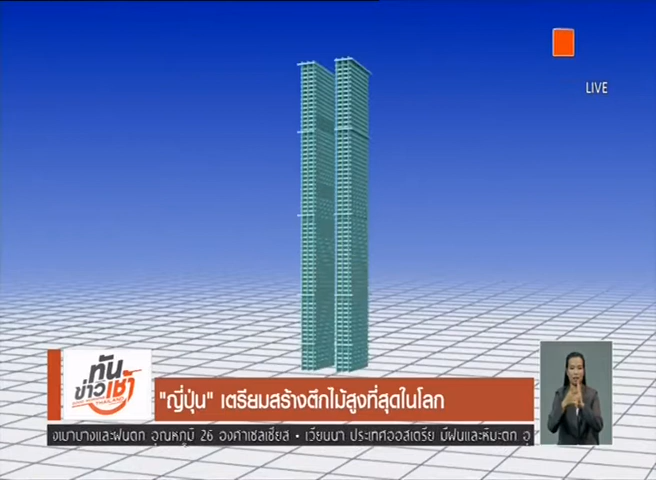 LIVE
ทัน
ข่าวเช้า
"ญี่ปุ่น" เตรียมสร้างตึกไม้สูงที่สุดในโลก
งเมาบางและฝนตก อุณหภูมิ 26 องศาเซลเซียส • เวียนนา ประเทศออสเตรีย มีฝนและหิมะตก อุ